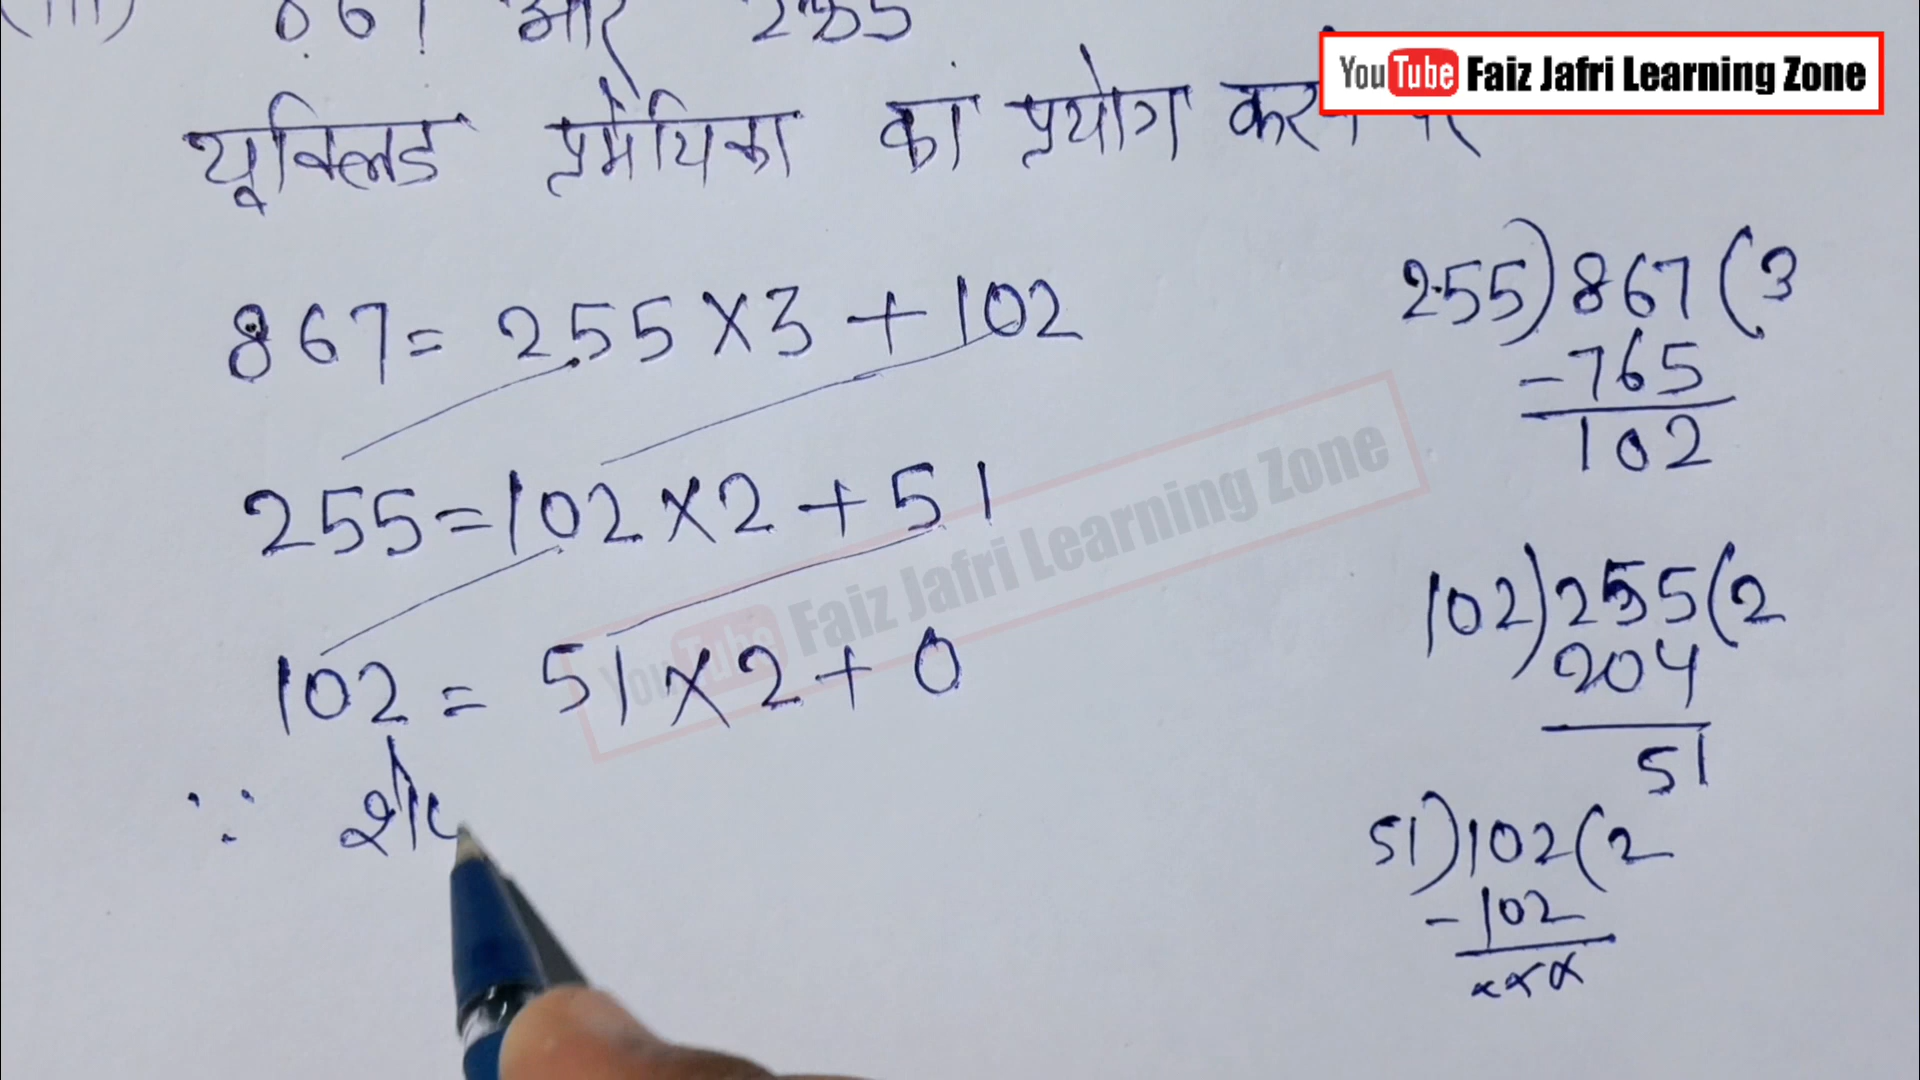 (iii) 867 और 255
यूक्लिड प्रमेयिका का प्रयोग करने पर
YouTube Faiz Jafri Learning Zone
867 = 255 × 3 + 102
255 = 102 × 2 + 51
102 = 51 × 2 + 0
∵
YouTube Faiz Jafri Learning Zone
255) 867 (3
- 765
102
102) 255 (2
204
51
51) 102 (2
- 102
×××